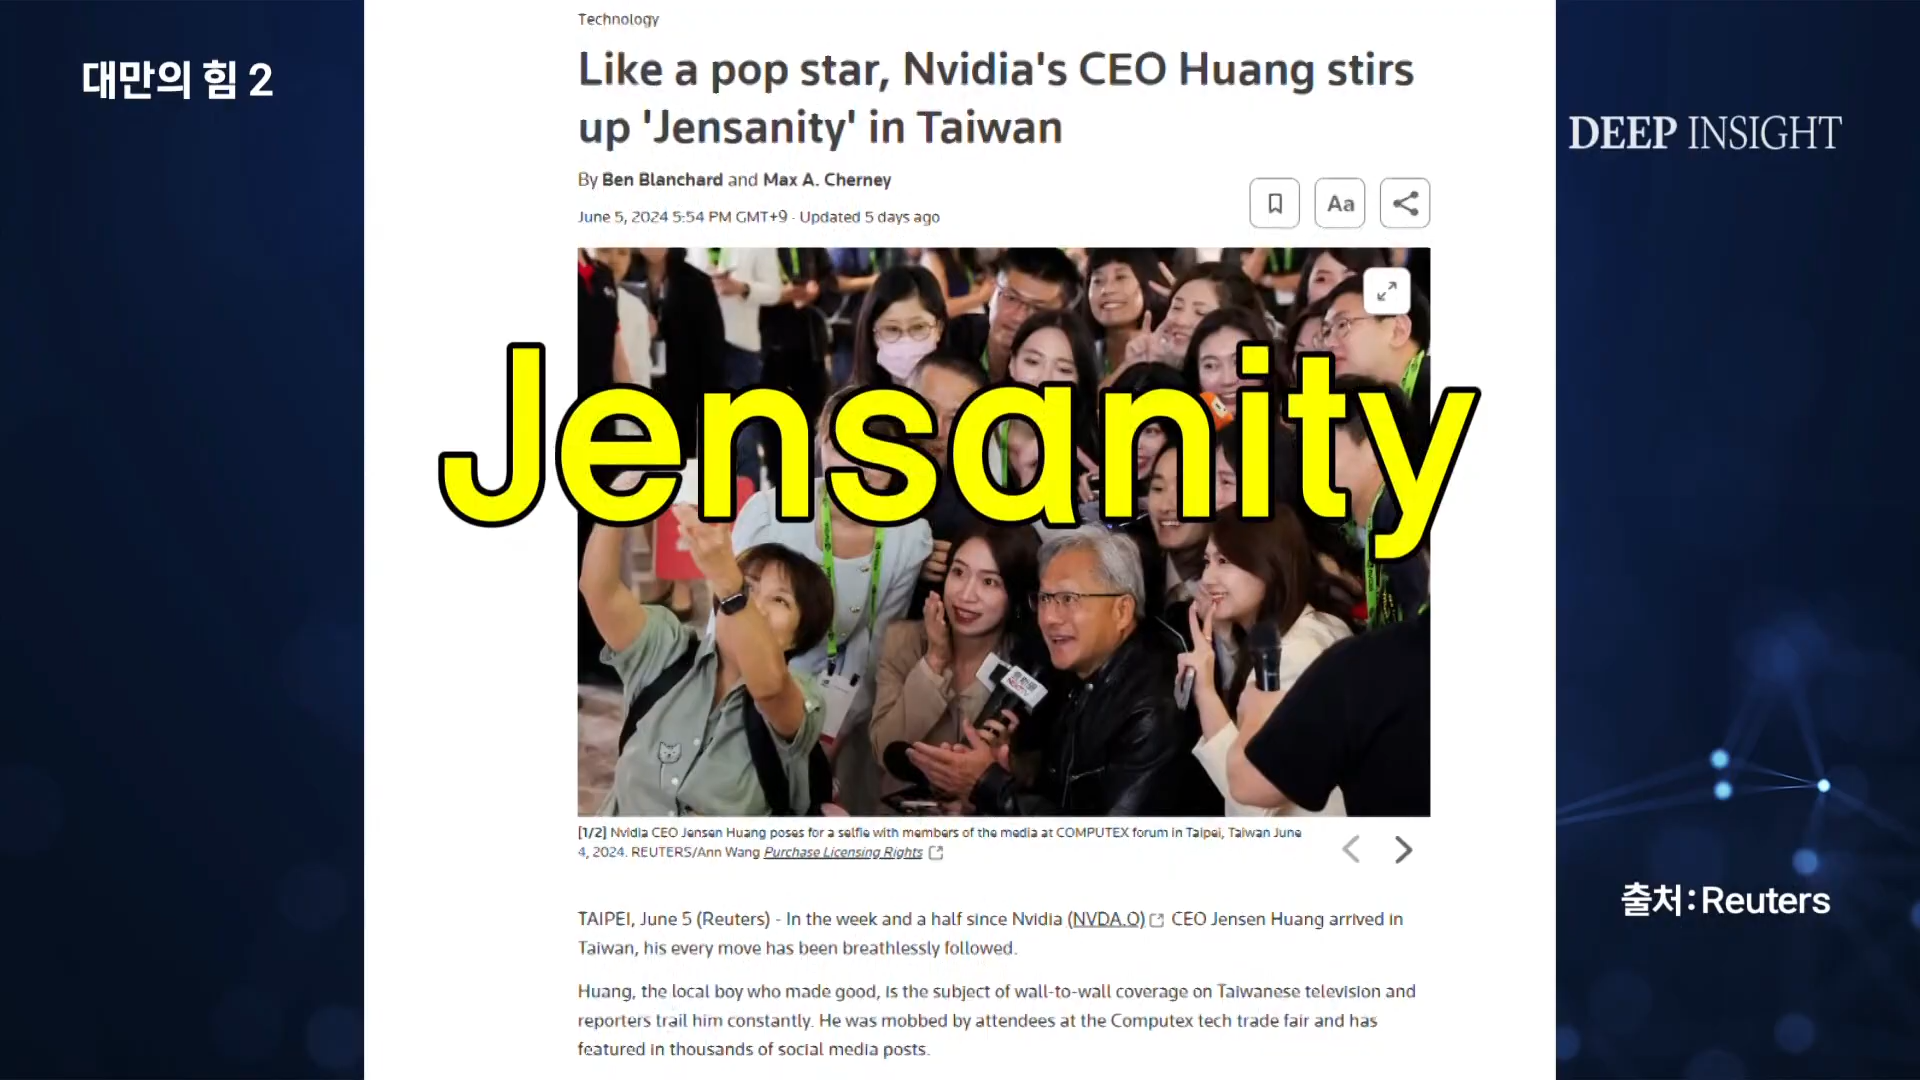 대만의 힘 2
DEEP INSIGHT
Technology
Like a pop star, Nvidia's CEO Huang stirs
up 'Jensanity' in Taiwan
By Ben Blanchard and Max A. Cherney
June 5, 2024 5:54 PM GMT+9 · Updated 5 days ago
Aa
Jensanity
[1/2] Nvidia CEO Jensen Huang poses for a selfie with members of the media at COMPUTEX forum in Taipei, Taiwan June
4, 2024. REUTERS/Ann Wang Purchase Licensing Rights
TAIPEI, June 5 (Reuters) - In the week and a half since Nvidia (NVDA.O) CEO Jensen Huang arrived in
Taiwan, his every move has been breathlessly followed.
Huang, the local boy who made good, is the subject of wall-to-wall coverage on Taiwanese television and
reporters trail him constantly. He was mobbed by attendees at the Computex tech trade fair and has
featured in thousands of social media posts.
출처:Reuters